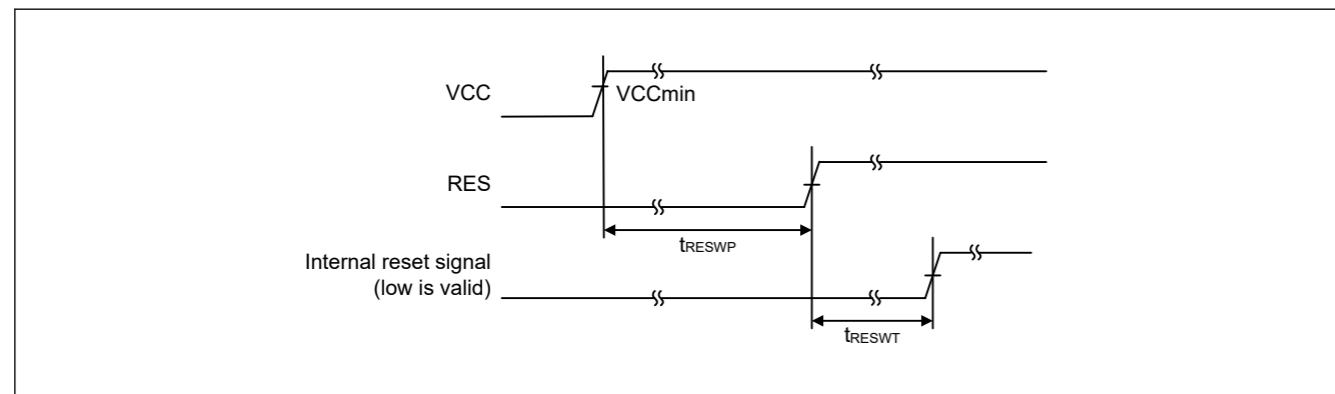 VCC
VCCmin
RES
tRESWP
Internal reset signal
(low is valid)
tRESWT